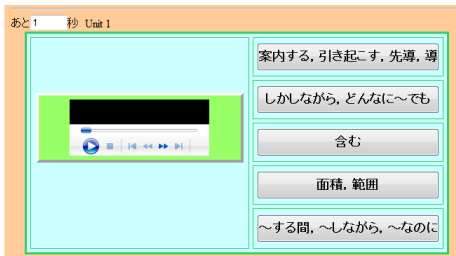 あと 1 秒 Unit 1
案内する, 引き起こす, 先導, 導
しかしながら, どんなに～でも
含む
面積, 範囲
～する間, ～しながら, ～なのに